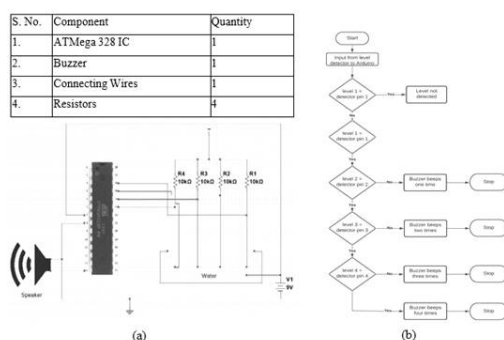 S. No. Component Quantity
1. ATMega 328 IC 1
2. Buzzer 1
3. Connecting Wires 1
4. Resistors 4
R4 R3 R2 R1
10kΩ 10kΩ 10kΩ 10kΩ
Water
V1
9V
Speaker
(a)
Start
Input from level
detector to Arduino
level 1 =
detector pin 1
Level not
detected
level 1 =
detector pin 1
Yes
level 2 =
detector pin 2
Yes
Buzzer beeps
one time
Stop
Yes
level 3 =
detector pin 3
Yes
Buzzer beeps
two times
Stop
Yes
level 4 =
detector pin 4
Yes
Buzzer beeps
three times
Stop
Yes
Buzzer beeps
four times
Stop
(b)